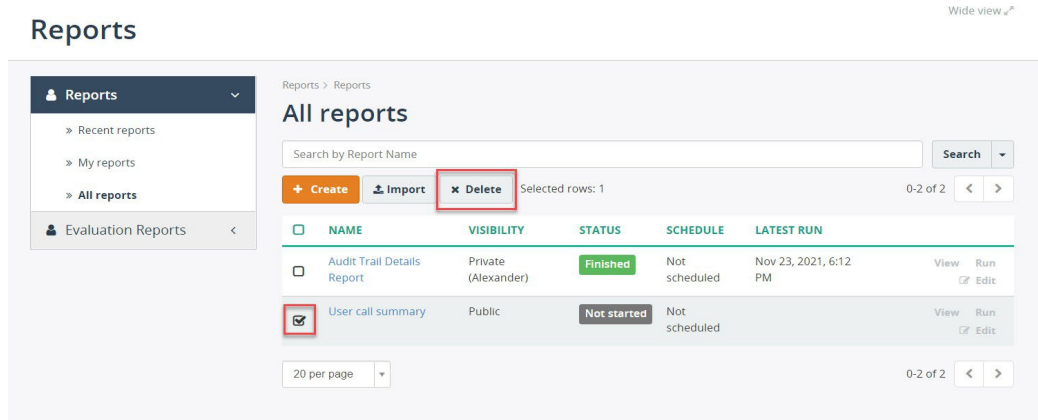 Wide view
Reports
Reports
» Recent reports
» My reports
» All reports
Evaluation Reports
Reports > Reports
All reports
Search by Report Name
Search
+ Create
Import
× Delete
Selected rows: 1
0-2 of 2 < >
NAME VISIBILITY STATUS SCHEDULE LATEST RUN
Audit Trail Details Private Finished Not Nov 23, 2021, 6:12 View Run
Report (Alexander) scheduled PM Edit
User call summary Public Not started Not View Run
scheduled Edit
20 per page
0-2 of 2 < >